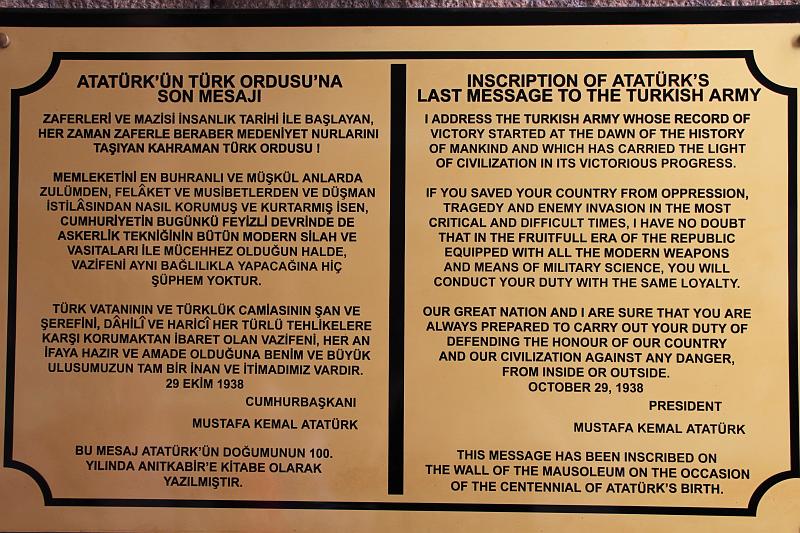 ATATÜRK'ÜN TÜRK ORDUSU'NA
SON MESAJI
ZAFERLERİ VE MAZİSİ İNSANLIK TARİHİ İLE BAŞLAYAN,
HER ZAMAN ZAFERLE BERABER MEDENİYET NURLARINI
TAŞIYAN KAHRAMAN TÜRK ORDUSU !
MEMLEKETİNİ EN BUHRANLI VE MÜŞKÜL ANLARDA
ZULÜMDEN, FELÂKET VE MUSİBETLERDEN VE DÜŞMAN
İSTİLÂSINDAN NASIL KORUMUŞ VE KURTARMIŞ İSEN,
CUMHURİYETİN BUGÜNKÜ FEYİZLİ DEVRİNDE DE
ASKERLİK TEKNİĞİNİN BÜTÜN MODERN SİLAH VE
VASITALARI İLE MÜCEHHEZ OLDUĞUN HALDE,
VAZİFENİ AYNI BAĞLILIKLA YAPACAĞINA HİÇ
ŞÜPHEM YOKTUR.
TÜRK VATANININ VE TÜRKLÜK CAMİASININ ŞAN VE
ŞEREFİNİ, DÂHİLÎ VE HARİCÎ HER TÜRLÜ TEHLİKELERE
KARŞI KORUMAKTAN İBARET OLAN VAZİFENİ, HER AN
İFAYA HAZIR VE AMADE OLDUĞUNA BENİM VE BÜYÜK
ULUSUMUZUN TAM BİR İNAN VE İTİMADIMIZ VARDIR.
29 EKİM 1938
CUMHURBAŞKANI
MUSTAFA KEMAL ATATÜRK
BU MESAJ ATATÜRK'ÜN DOĞUMUNUN 100.
YILINDA ANITKABİR'E KİTABE OLARAK
YAZILMIŞTIR.
INSCRIPTION OF ATATÜRK'S
LAST MESSAGE TO THE TURKISH ARMY
I ADDRESS THE TURKISH ARMY WHOSE RECORD OF
VICTORY STARTED AT THE DAWN OF THE HISTORY
OF MANKIND AND WHICH HAS CARRIED THE LIGHT
OF CIVILIZATION IN ITS VICTORIOUS PROGRESS.
IF YOU SAVED YOUR COUNTRY FROM OPPRESSION,
TRAGEDY AND ENEMY INVASION IN THE MOST
CRITICAL AND DIFFICULT TIMES, I HAVE NO DOUBT
THAT IN THE FRUITFULL ERA OF THE REPUBLIC
EQUIPPED WITH ALL THE MODERN WEAPONS
AND MEANS OF MILITARY SCIENCE, YOU WILL
CONDUCT YOUR DUTY WITH THE SAME LOYALTY.
OUR GREAT NATION AND I ARE SURE THAT YOU ARE
ALWAYS PREPARED TO CARRY OUT YOUR DUTY OF
DEFENDING THE HONOUR OF OUR COUNTRY
AND OUR CIVILIZATION AGAINST ANY DANGER,
FROM INSIDE OR OUTSIDE.
OCTOBER 29, 1938
PRESIDENT
MUSTAFA KEMAL ATATÜRK
THIS MESSAGE HAS BEEN INSCRIBED ON
THE WALL OF THE MAUSOLEUM ON THE OCCASION
OF THE CENTENNIAL OF ATATÜRK'S BIRTH.